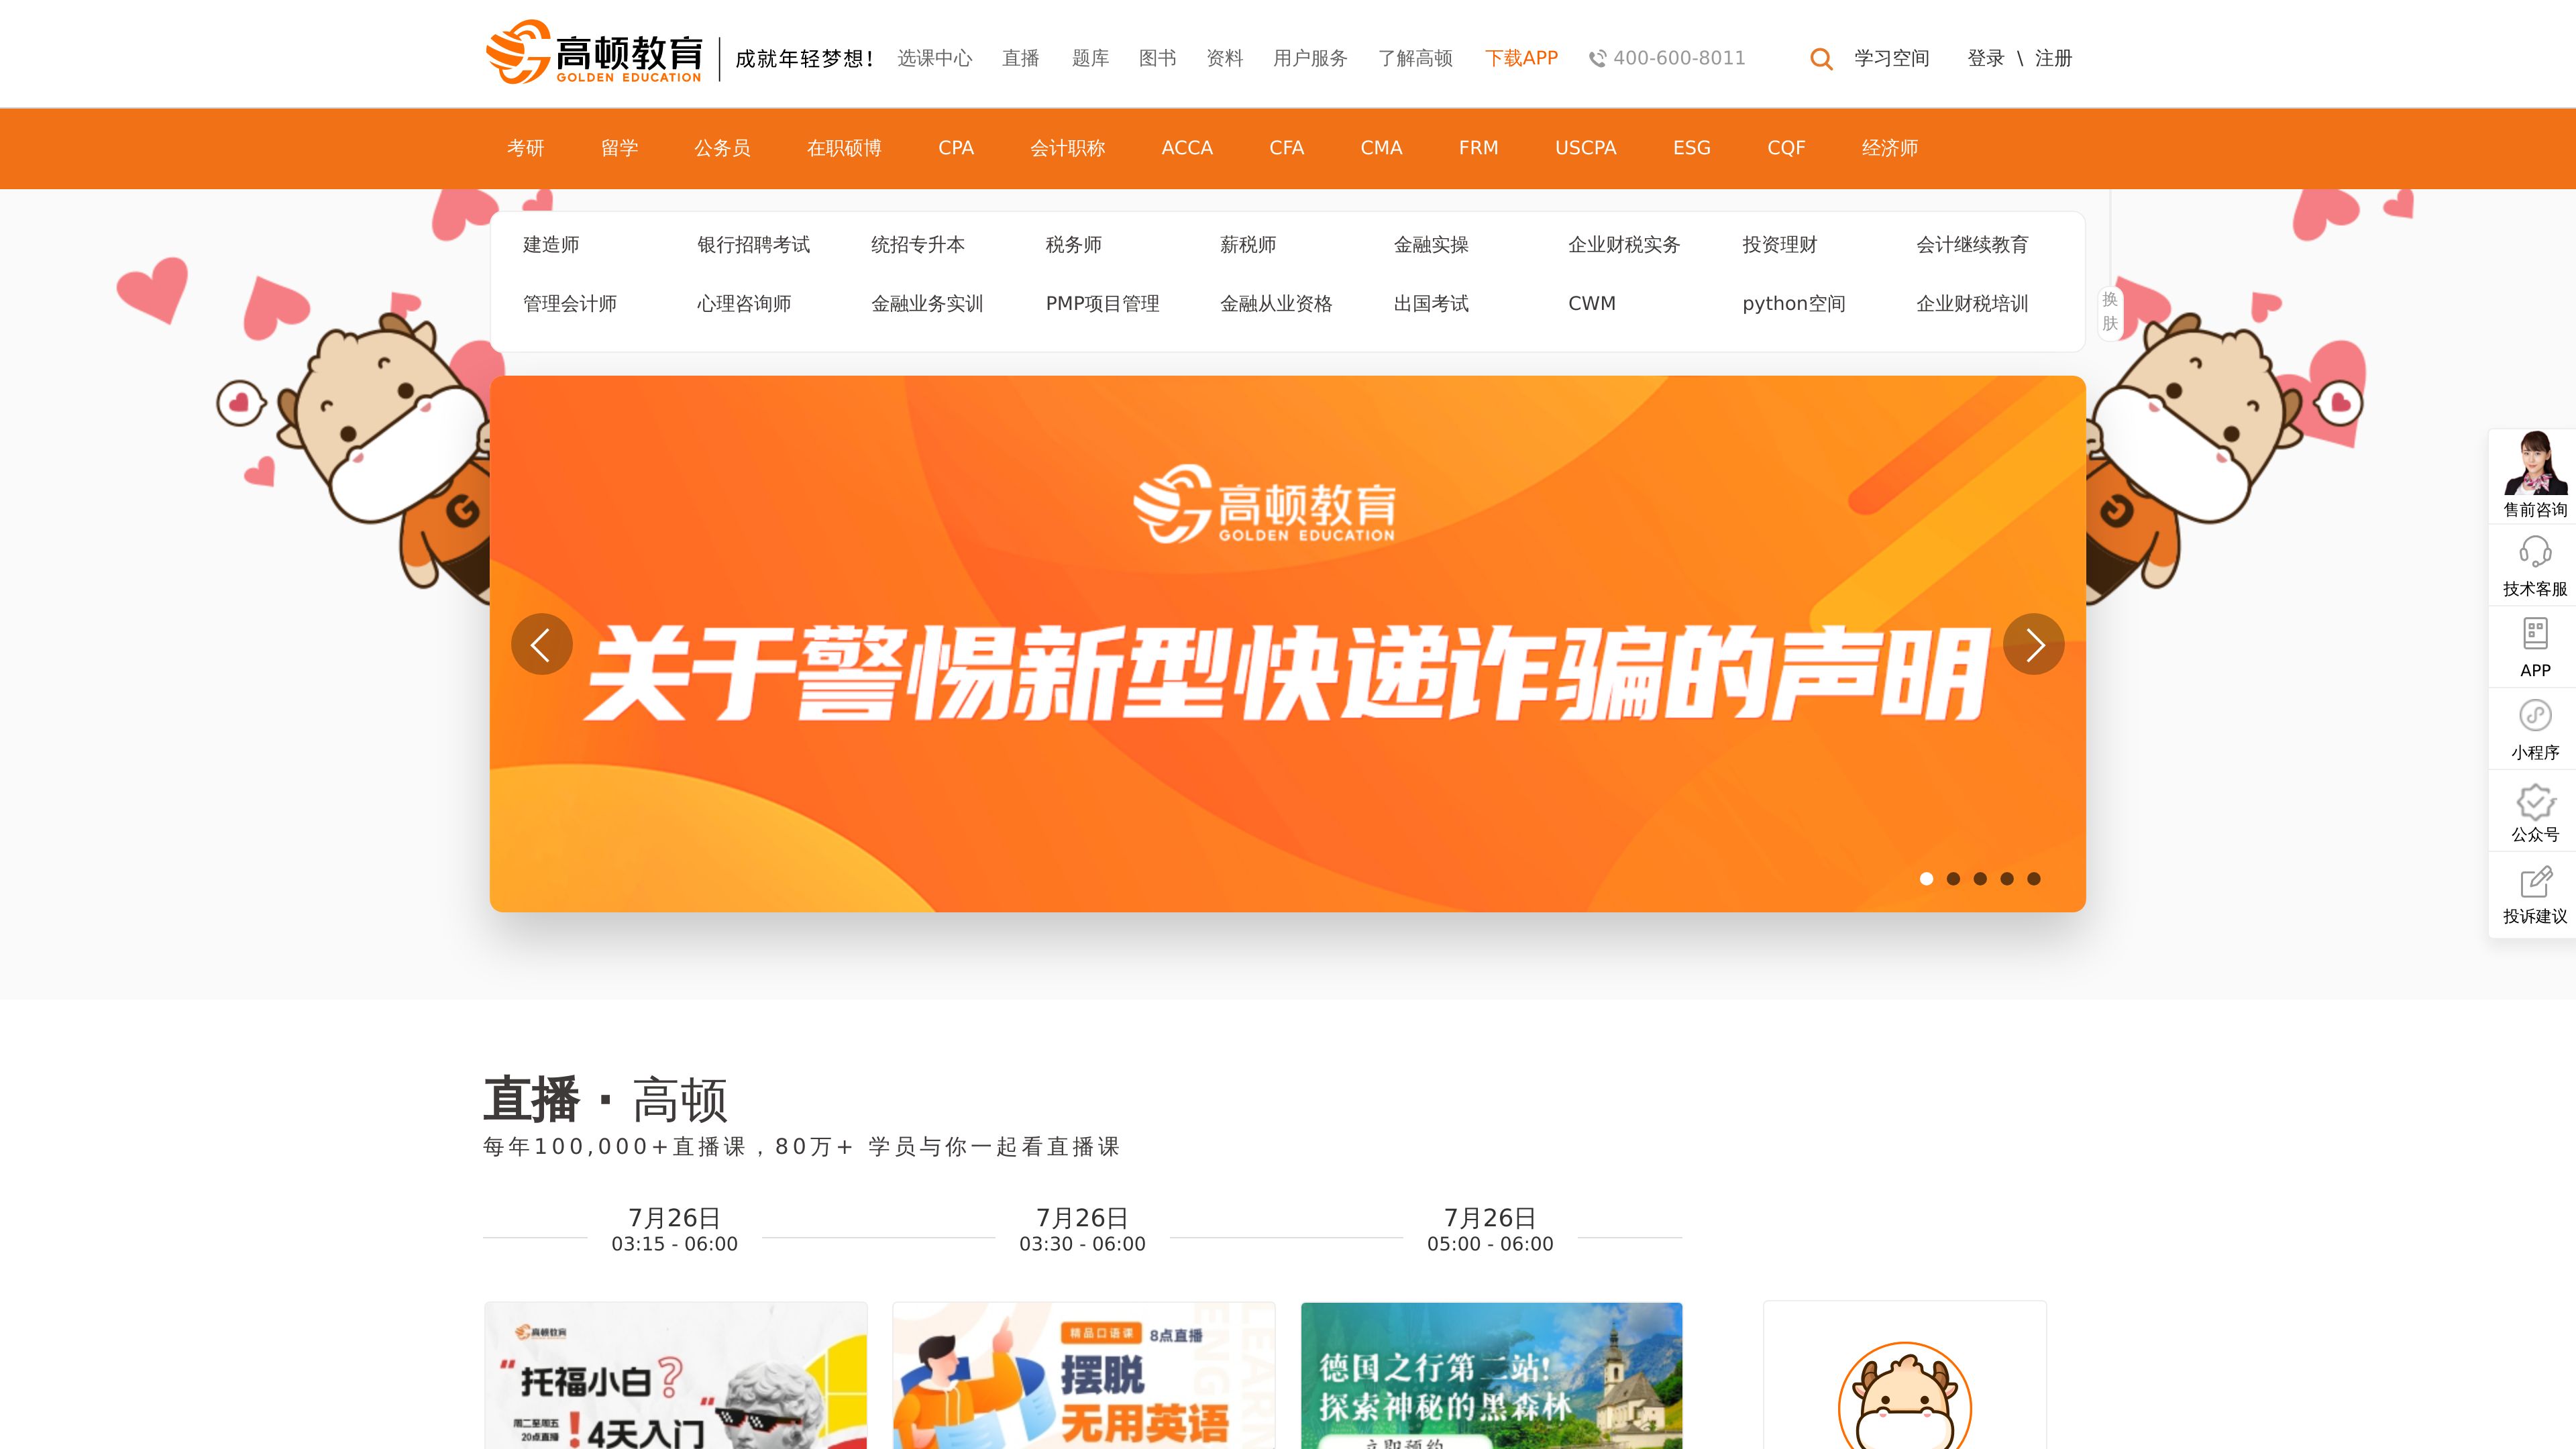 高顿教育
GOLDEN EDUCATION
成就年轻梦想!
选课中心 直播 题库 图书 资料 用户服务 了解高顿 下载APP 400-600-8011 学习空间 登录 \ 注册
考研 留学 公务员 在职硕博 CPA 会计职称 ACCA CFA CMA FRM USCPA ESG CQF 经济师
建造师 银行招聘考试 统招专升本 税务师 薪税师 金融实操 企业财税实务 投资理财 会计继续教育
管理会计师 心理咨询师 金融业务实训 PMP项目管理 金融从业资格 出国考试 CWM python空间 企业财税培训
换
肤
高顿教育
GOLDEN EDUCATION
关于警惕新型快递诈骗的声明
售前咨询
技术客服
APP
小程序
公众号
投诉建议
直播 · 高顿
每年100,000+直播课，80万+ 学员与你一起看直播课
7月26日
03:15 - 06:00
7月26日
03:30 - 06:00
7月26日
05:00 - 06:00
高顿教育
"托福小白?
周二至周五
20点直播
!4天入门"
精品口语课 8点直播
摆脱
无用英语
LEARN
ENG
德国之行第二站!
探索神秘的黑森林
立即预约